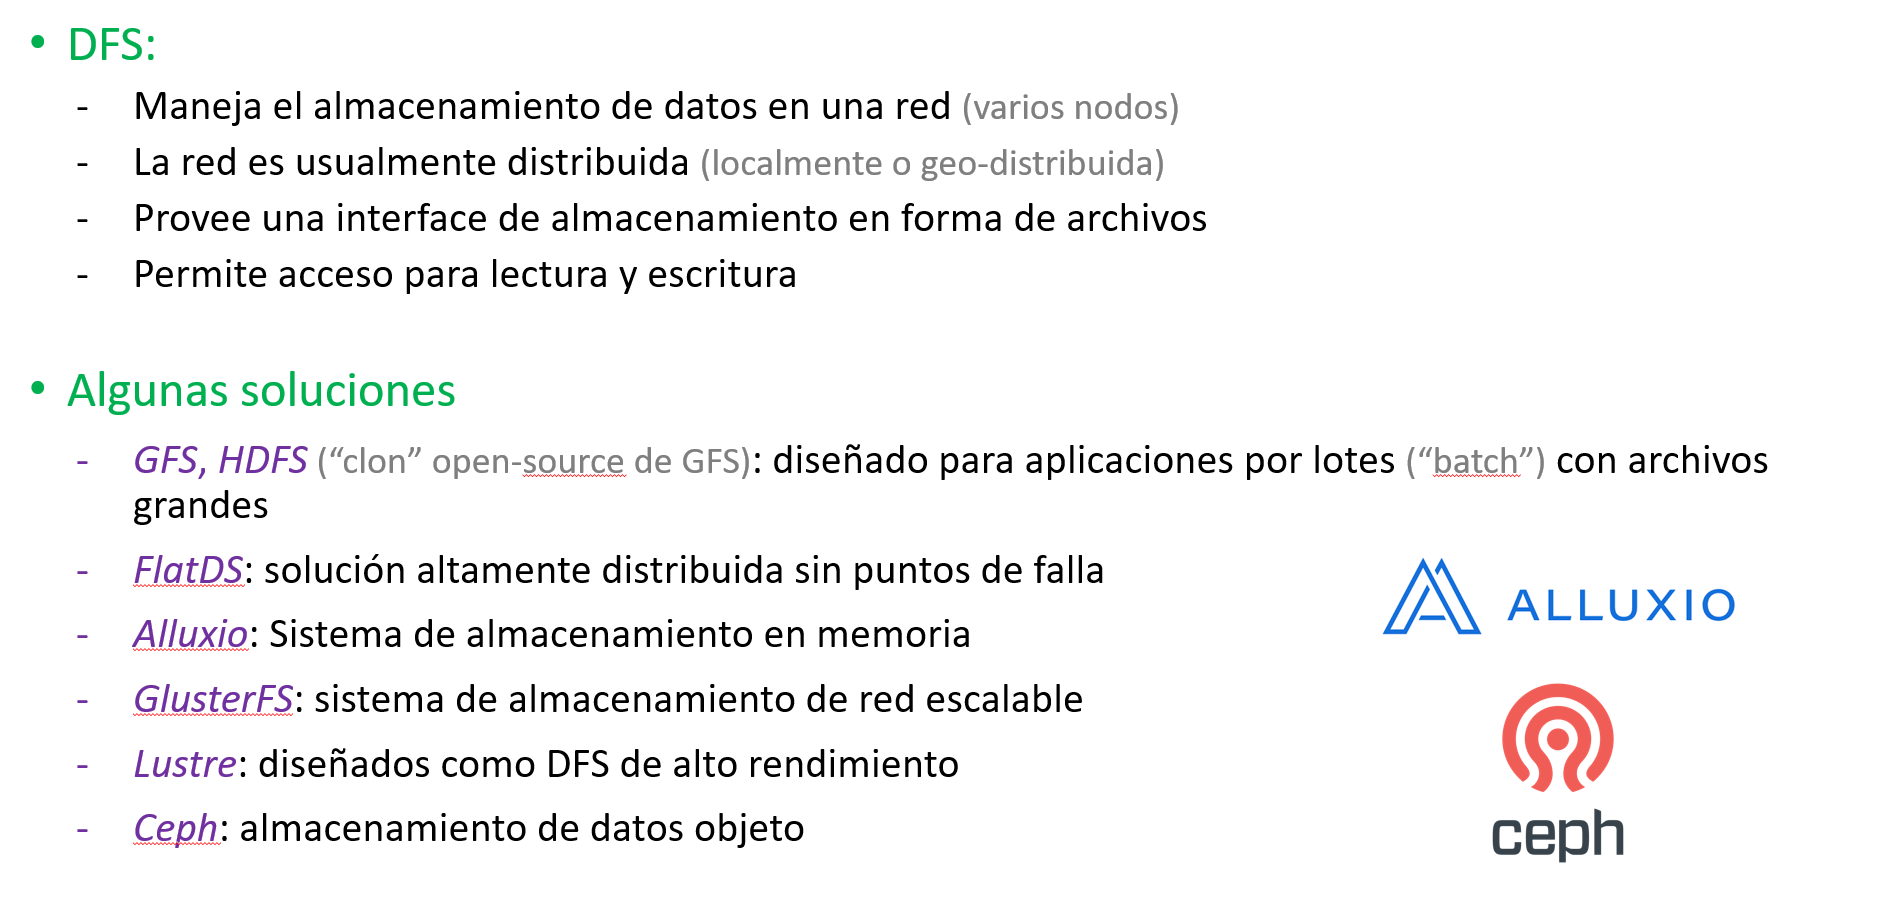 • DFS:
- Maneja el almacenamiento de datos en una red (varios nodos)
- La red es usualmente distribuida (localmente o geo-distribuida)
- Provee una interface de almacenamiento en forma de archivos
- Permite acceso para lectura y escritura
• Algunas soluciones
- GFS, HDFS (“clon” open-source de GFS): diseñado para aplicaciones por lotes (“batch”) con archivos
grandes
- FlatDS: solución altamente distribuida sin puntos de falla
- Alluxio: Sistema de almacenamiento en memoria
- GlusterFS: sistema de almacenamiento de red escalable
- Lustre: diseñados como DFS de alto rendimiento
- Ceph: almacenamiento de datos objeto
ALLUXIO
ceph